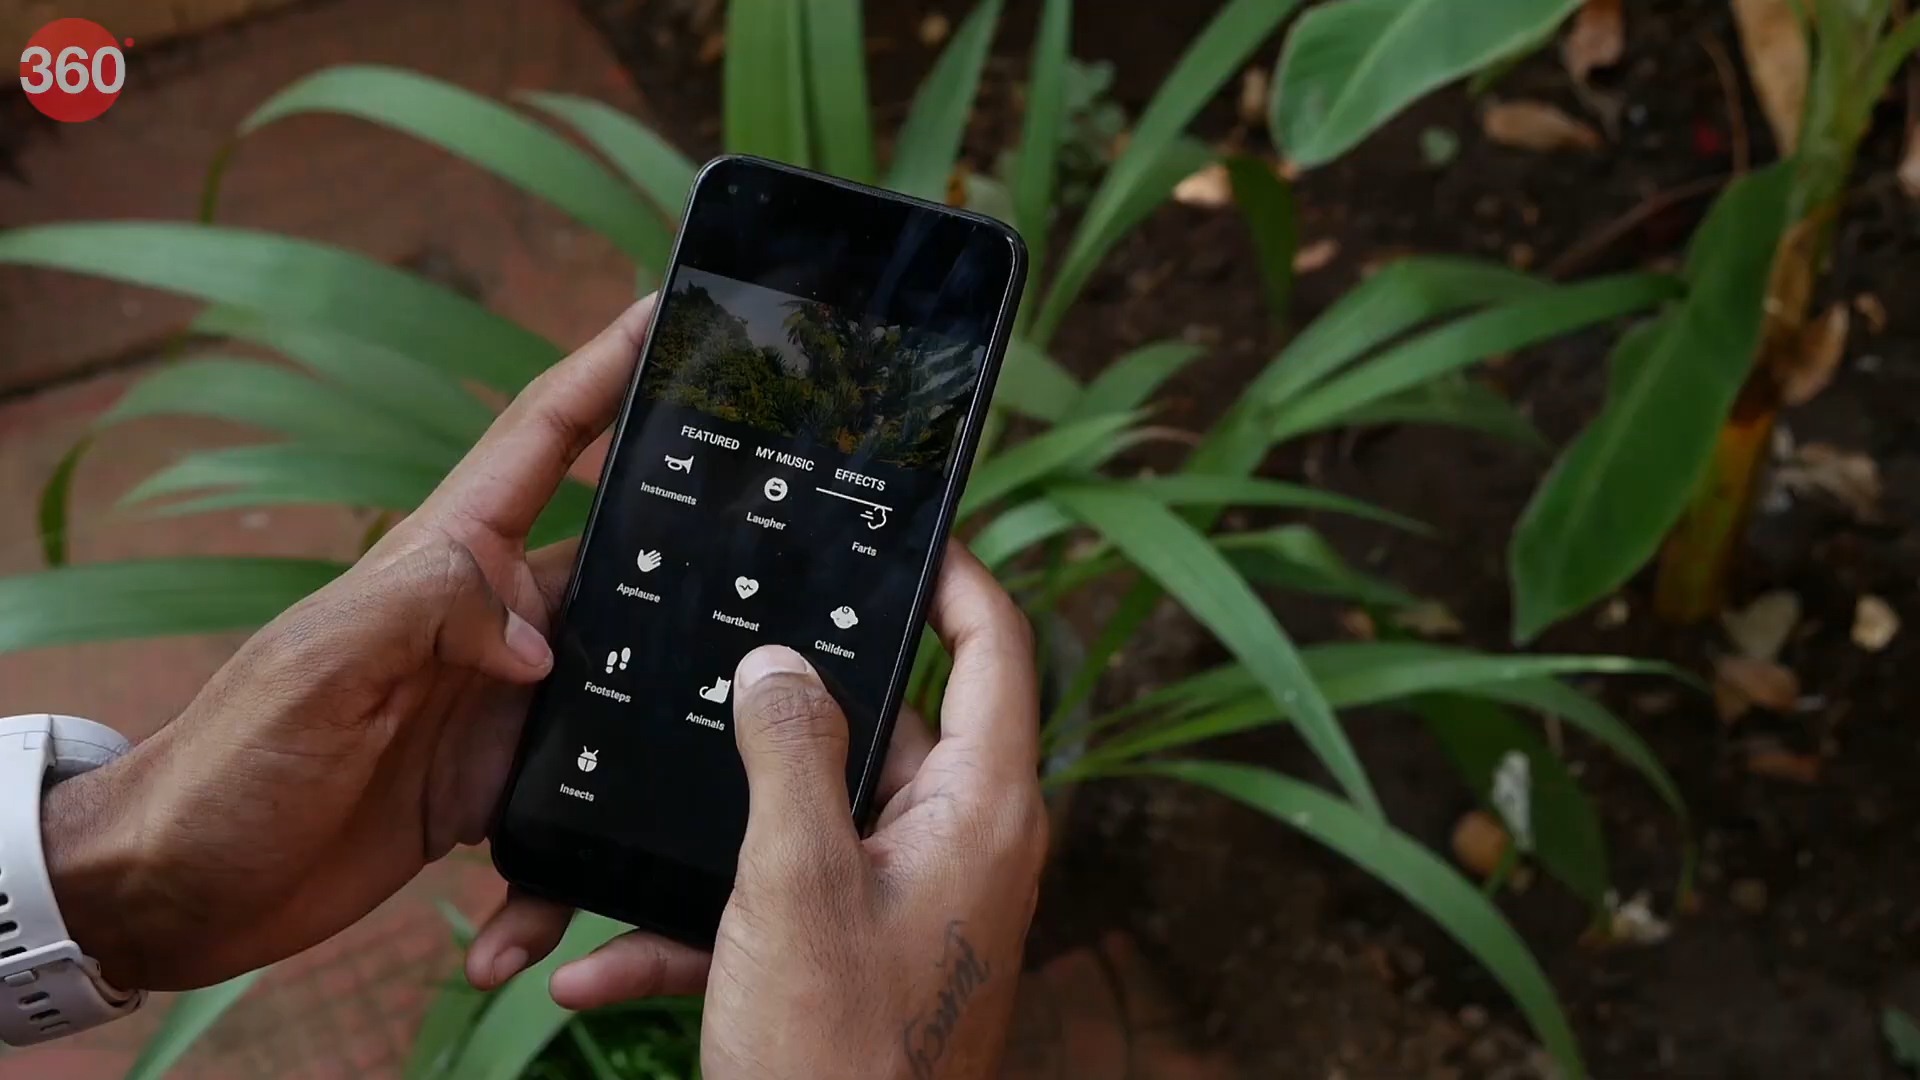 360
FEATURED MY MUSIC EFFECTS
Instruments Laugher Farts
Applause Heartbeat Children
Footsteps Animals
Insects